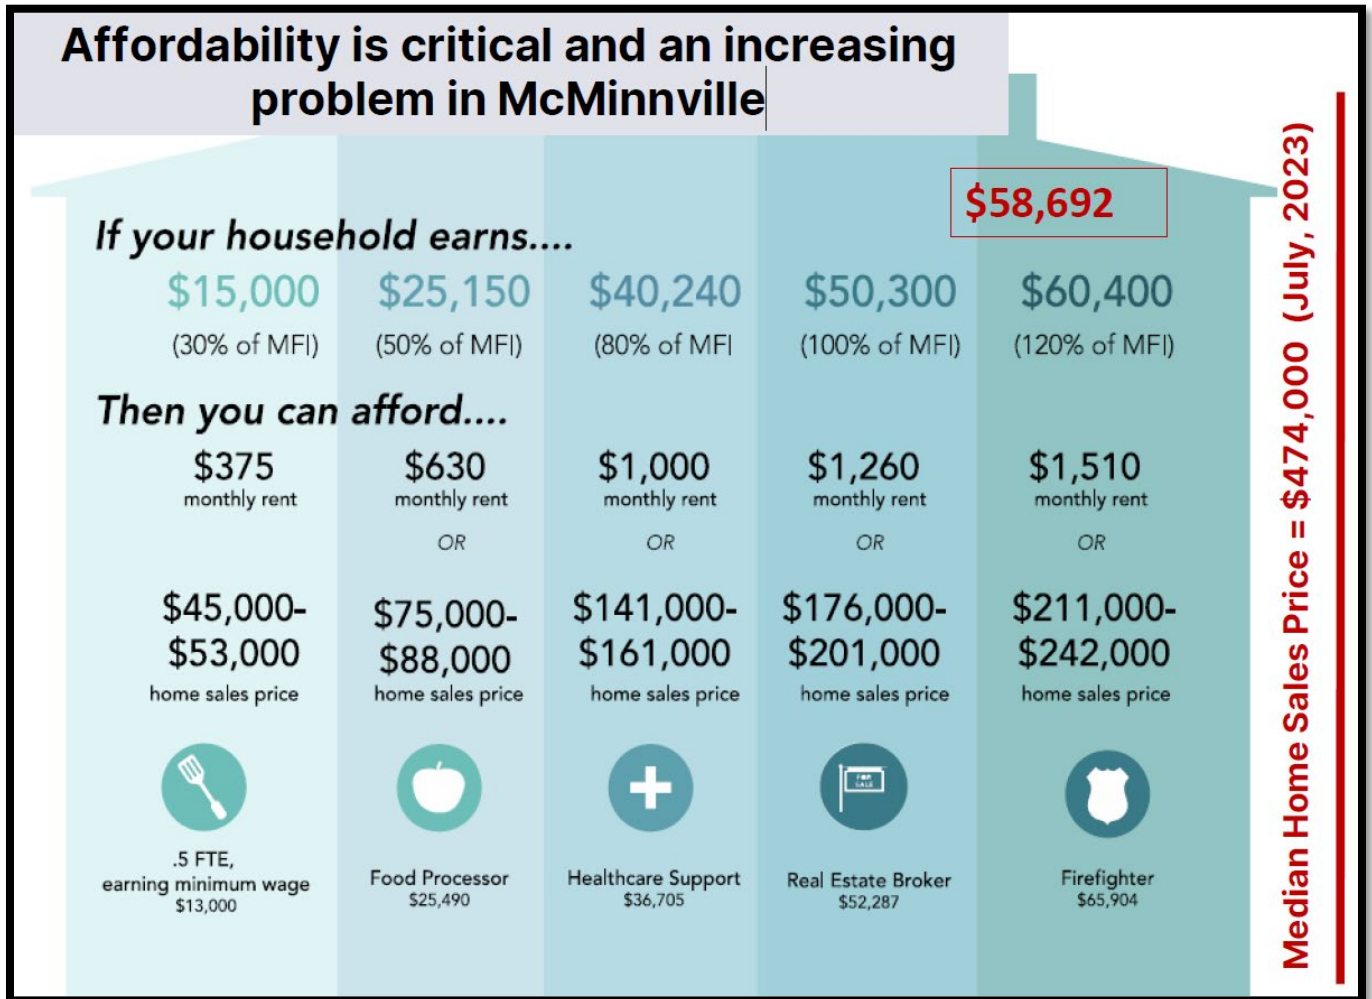 Affordability is critical and an increasing
problem in McMinnville
$58,692
If your household earns....
$15,000 $25,150 $40,240 $50,300 $60,400
(30% of MFI) (50% of MFI) (80% of MFI (100% of MFI) (120% of MFI)
Then you can afford....
$375 $630 $1,000 $1,260 $1,510
monthly rent monthly rent monthly rent monthly rent monthly rent
OR OR OR OR
$45,000- $75,000- $141,000- $176,000- $211,000-
$53,000 $88,000 $161,000 $201,000 $242,000
home sales price home sales price home sales price home sales price home sales price
FOR
SALE
.5 FTE,
earning minimum wage Food Processor Healthcare Support Real Estate Broker Firefighter
$13,000 $25,490 $36,705 $52,287 $65,904
Median Home Sales Price = $474,000 (July, 2023)